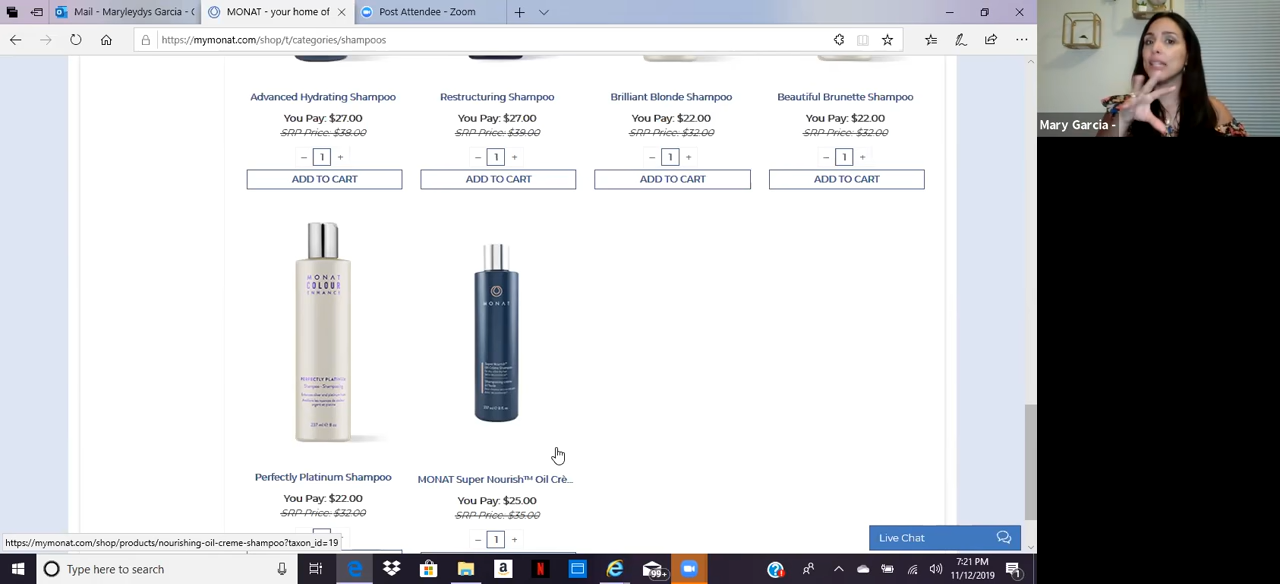 Mail - Maryleydys Garcia - C
MONAT - your home of
Post Attendee - Zoom
https://mymonat.com/shop/t/categories/shampoos
Mary Garcia -
Advanced Hydrating Shampoo
You Pay: $27.00
SRP Price: $38.00
1
ADD TO CART
Restructuring Shampoo
You Pay: $27.00
SRP Price: $39.00
1
ADD TO CART
Brilliant Blonde Shampoo
You Pay: $22.00
SRP Price: $32.00
1
ADD TO CART
Beautiful Brunette Shampoo
You Pay: $22.00
SRP Price: $32.00
1
ADD TO CART
MONAT
COLOUR
ENHANCE
PERFECTLY PLATINUM
237 ml ℮ 8 oz
Perfectly Platinum Shampoo
You Pay: $22.00
SRP Price: $32.00
MONAT
MONAT Super Nourish™ Oil Crè...
You Pay: $25.00
SRP Price: $35.00
1
https://mymonat.com/shop/products/nourishing-oil-creme-shampoo?taxon_id=19
Live Chat
Type here to search
99+
7:21 PM
11/12/2019